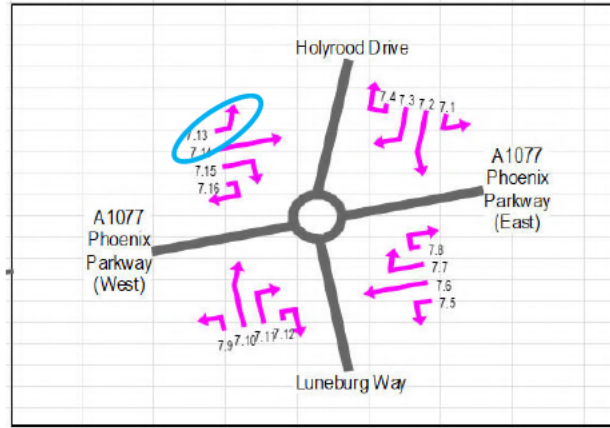 Holyrood Drive
7.4 7.3 7.2 7.1
7.13
7.14
7.15
7.16
A1077
Phoenix
Parkway
(East)
A1077
Phoenix
Parkway
(West)
7.8
7.7
7.6
7.5
7.9 7.10 7.11 7.12
Luneburg Way